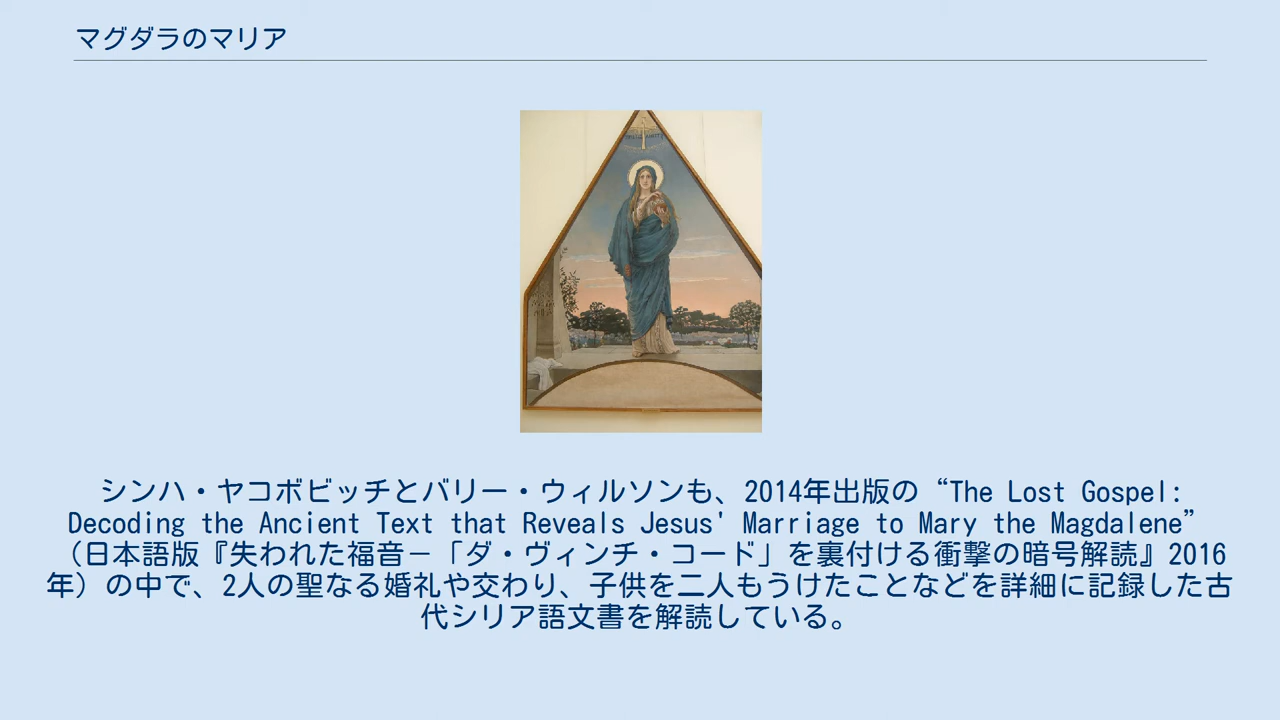 マグダラのマリア
シンハ・ヤコボビッチとバリー・ウィルソンも、2014年出版の“The Lost Gospel:
Decoding the Ancient Text that Reveals Jesus' Marriage to Mary the Magdalene”
（日本語版『失われた福音－「ダ・ヴィンチ・コード」を裏付ける衝撃の暗号解読』2016
年）の中で、2人の聖なる婚礼や交わり、子供を二人もうけたことなどを詳細に記録した古
代シリア語文書を解読している。